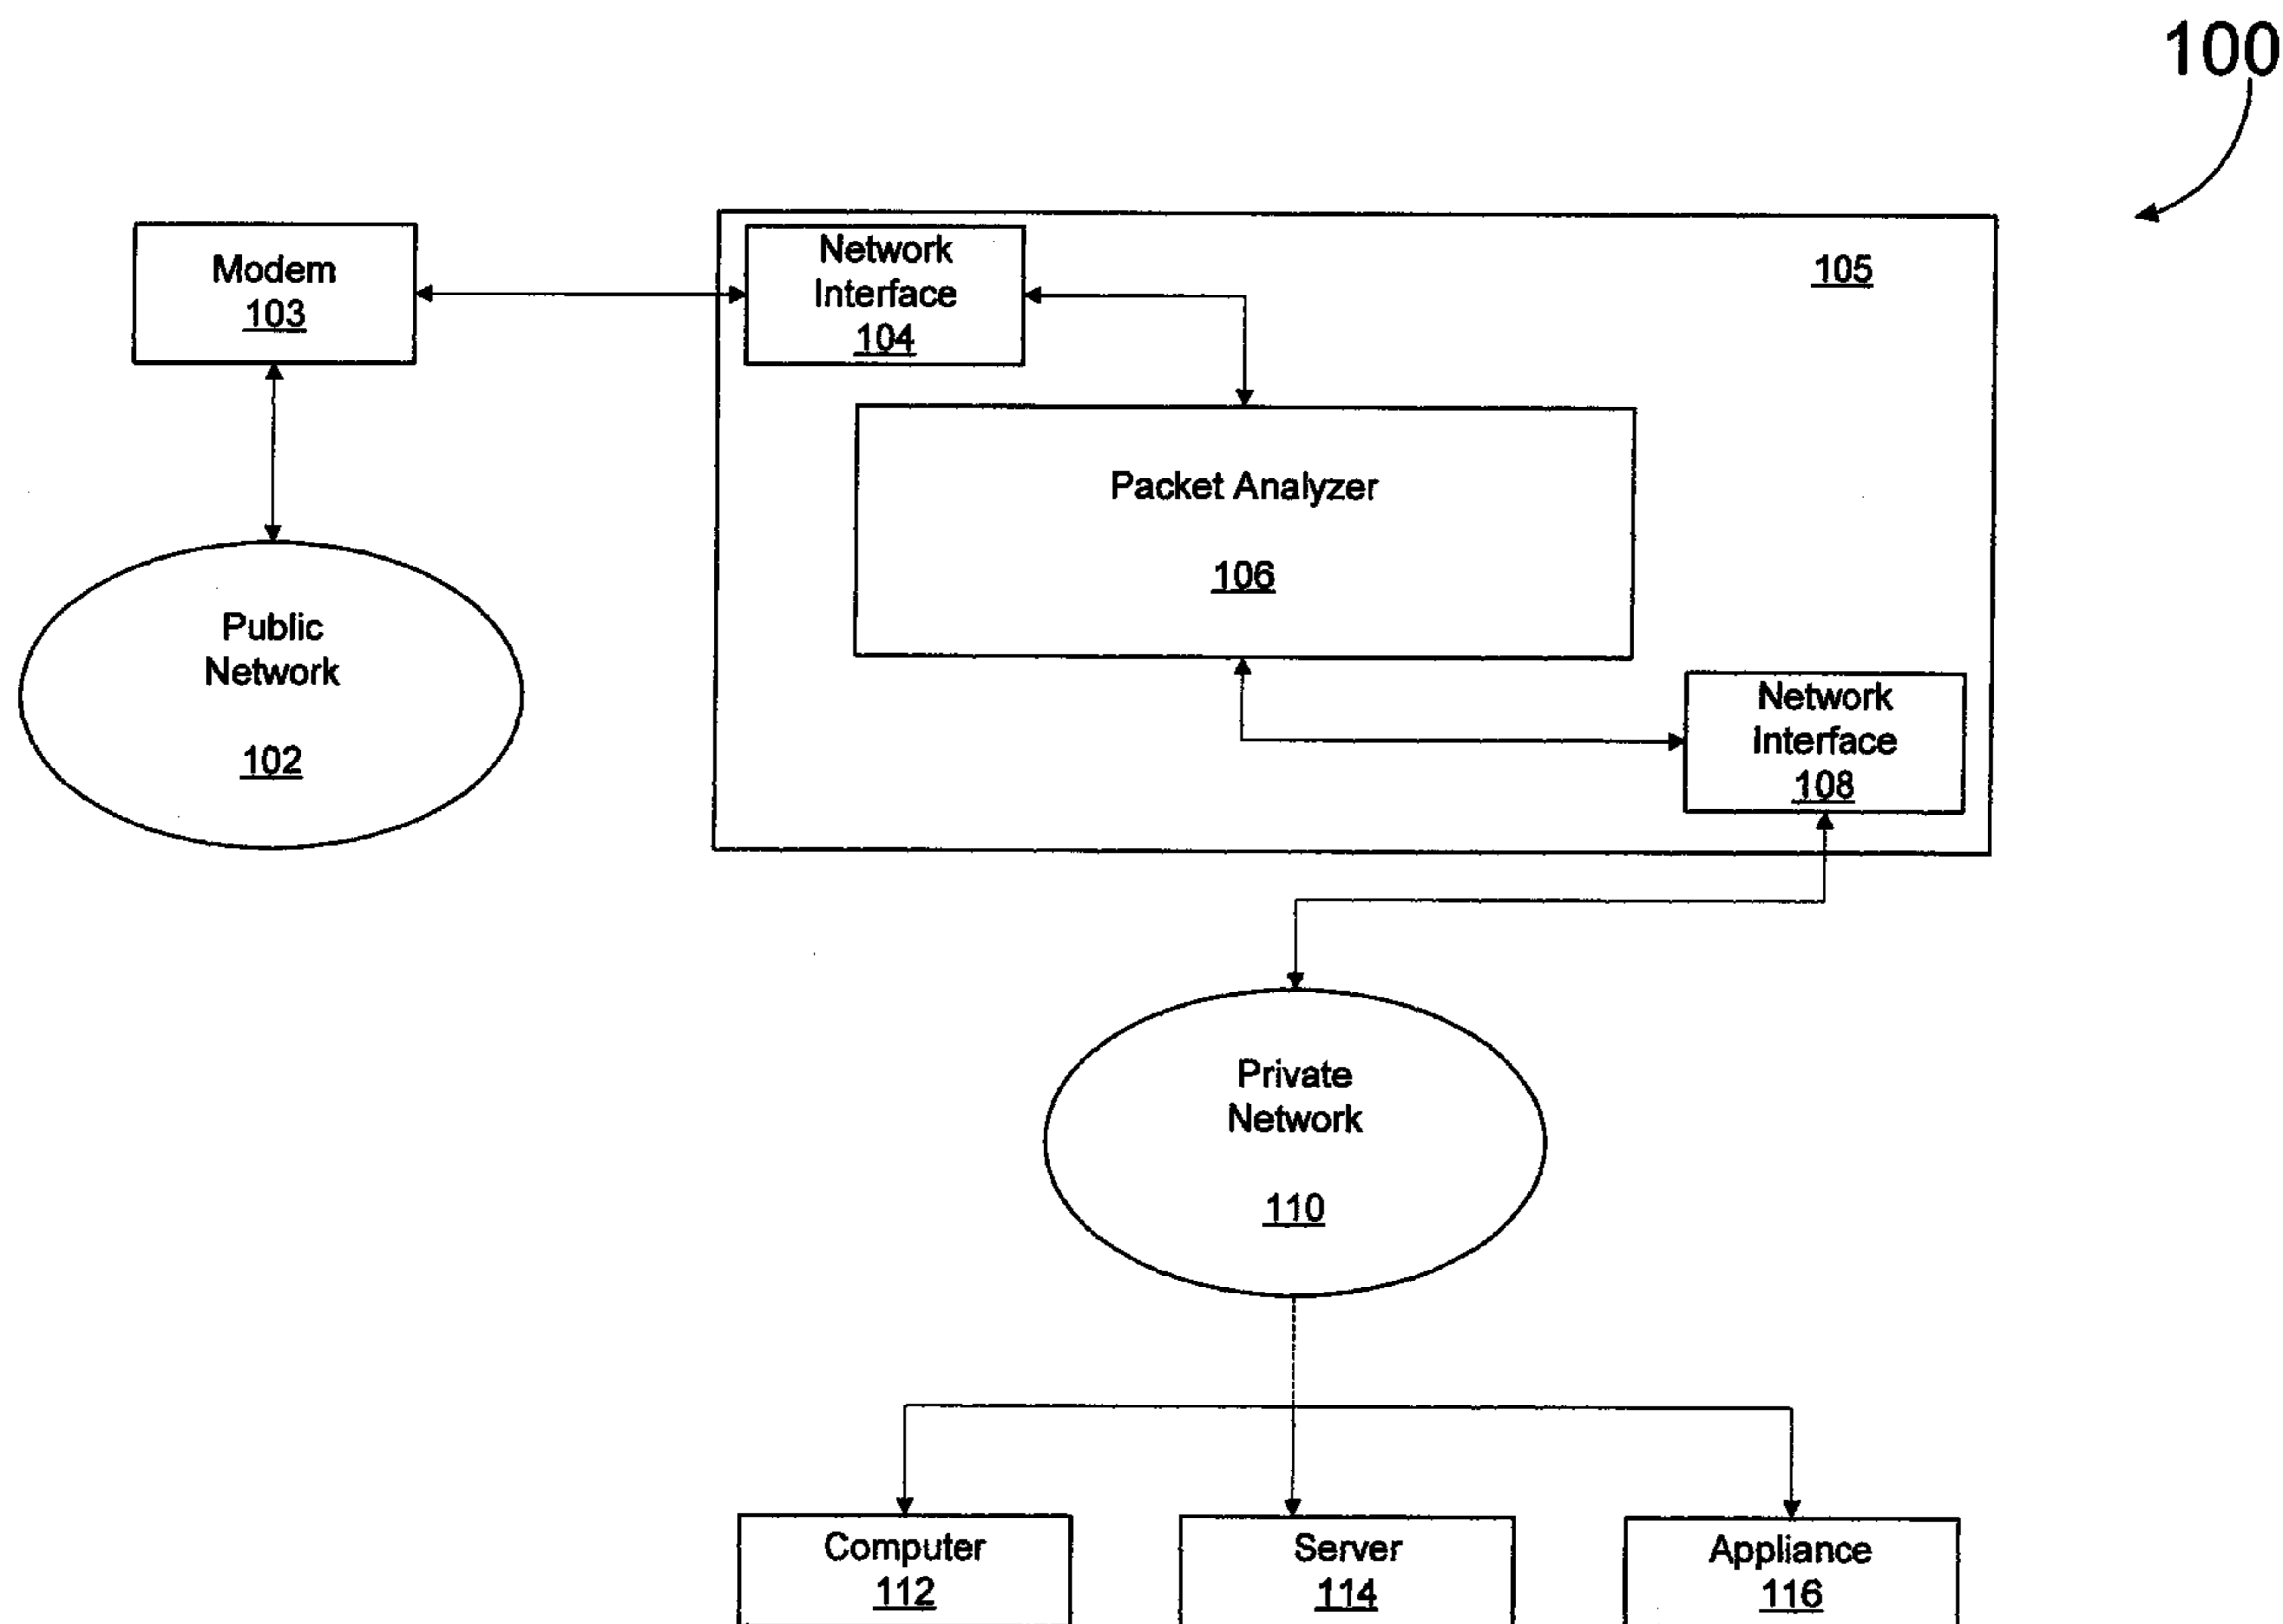 100
Modem
103
Network
Interface
104
105
Packet Analyzer
106
Public
Network
102
Network
Interface
108
Private
Network
110
Computer
112
Server
114
Appliance
116